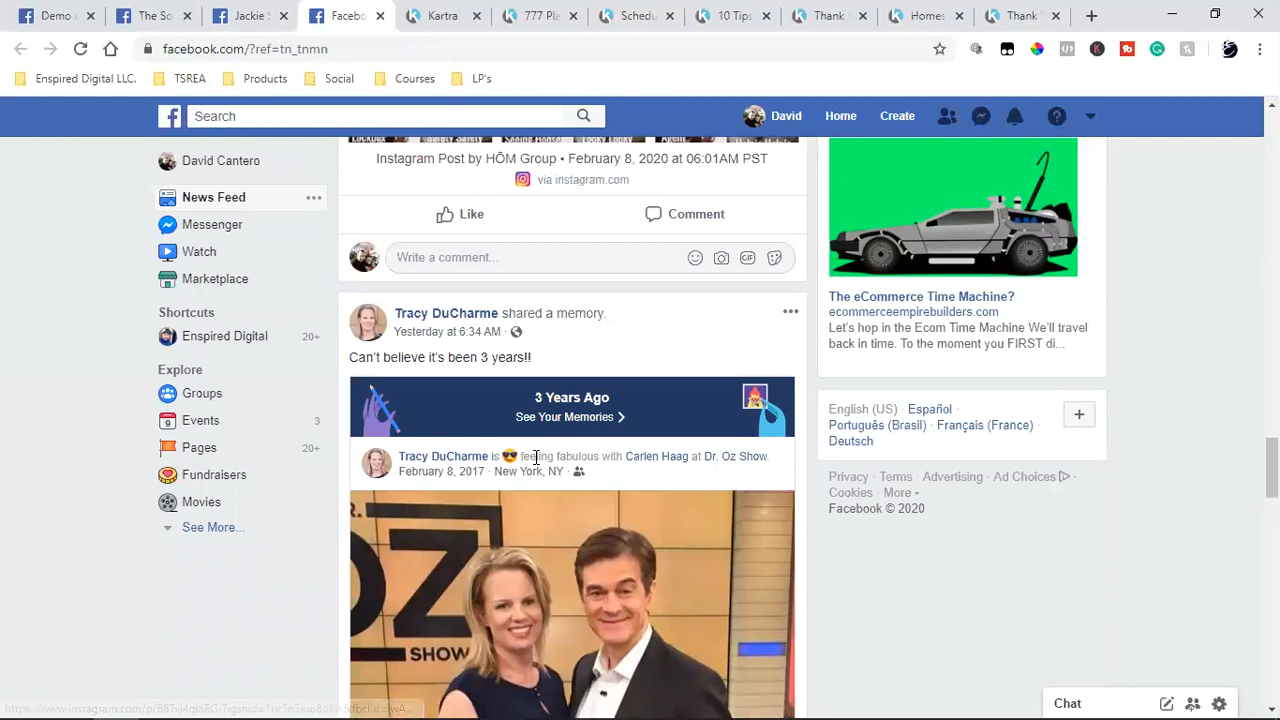 Demo
The So
Jackie S
Facebo
Kartra
777 Pl
Schedu
10 Tips
Thank
Homes
Thank
facebook.com/?ref=tn_tnmn
Enspired Digital LLC. TSREA Products Social Courses LP's
Search
David Home Create
David Cantero
News Feed
Messenger
Watch
Marketplace
Shortcuts
Enspired Digital 20+
Explore
Groups
Events 3
Pages 20+
Fundraisers
Movies
See More...
Instagram Post by HŌM Group • February 8, 2020 at 06:01AM PST
via instagram.com
Like Comment
Write a comment...
GIF
Tracy DuCharme shared a memory.
Yesterday at 6:34 AM ·
Can't believe it's been 3 years!!
3 Years Ago
See Your Memories
Tracy DuCharme is feeling fabulous with Carlen Haag at Dr. Oz Show.
February 8, 2017 · New York, NY ·
OZ
SHOW
The eCommerce Time Machine?
ecommerceempirebuilders.com
Let's hop in the Ecom Time Machine We'll travel
back in time. To the moment you FIRST di...
English (US) · Español ·
Português (Brasil) · Français (France) ·
Deutsch
Privacy · Terms · Advertising · Ad Choices ·
Cookies · More
Facebook © 2020
Chat